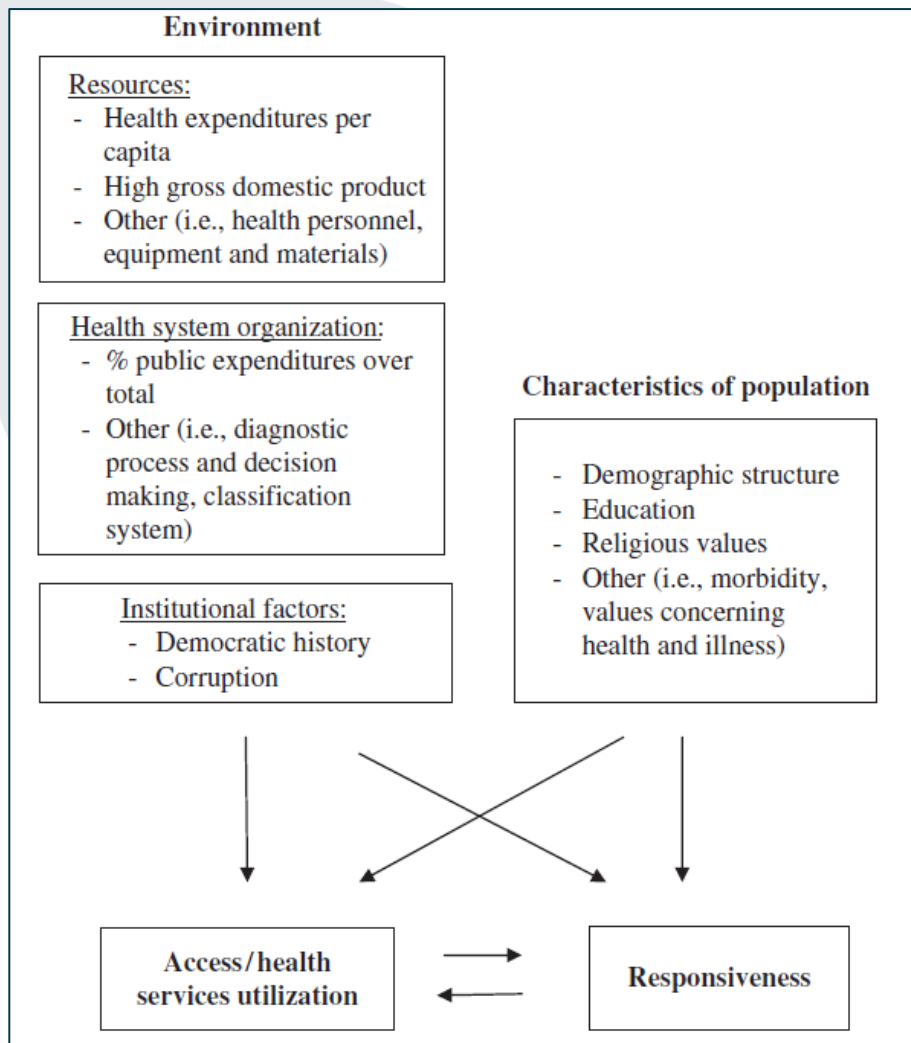 Environment
Resources:
- Health expenditures per
capita
- High gross domestic product
- Other (i.e., health personnel,
equipment and materials)
Health system organization:
- % public expenditures over
total
- Other (i.e., diagnostic
process and decision
making, classification
system)
Institutional factors:
- Democratic history
- Corruption
Characteristics of population
- Demographic structure
- Education
- Religious values
- Other (i.e., morbidity,
values concerning
health and illness)
Access/health
services utilization
Responsiveness